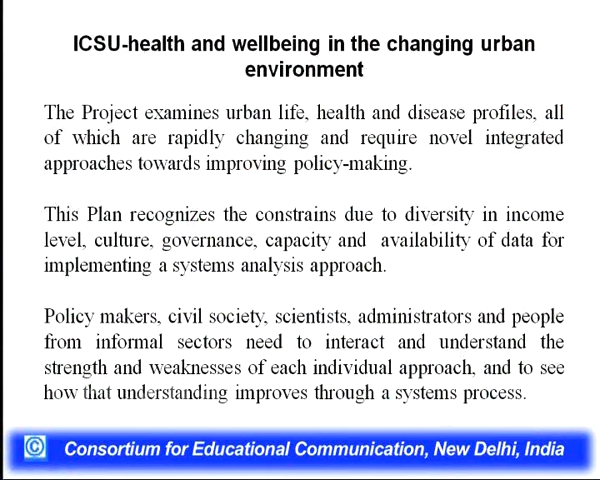 ICSU-health and wellbeing in the changing urban
environment
The Project examines urban life, health and disease profiles, all
of which are rapidly changing and require novel integrated
approaches towards improving policy-making.
This Plan recognizes the constrains due to diversity in income
level, culture, governance, capacity and availability of data for
implementing a systems analysis approach.
Policy makers, civil society, scientists, administrators and people
from informal sectors need to interact and understand the
strength and weaknesses of each individual approach, and to see
how that understanding improves through a systems process.
© Consortium for Educational Communication, New Delhi, India